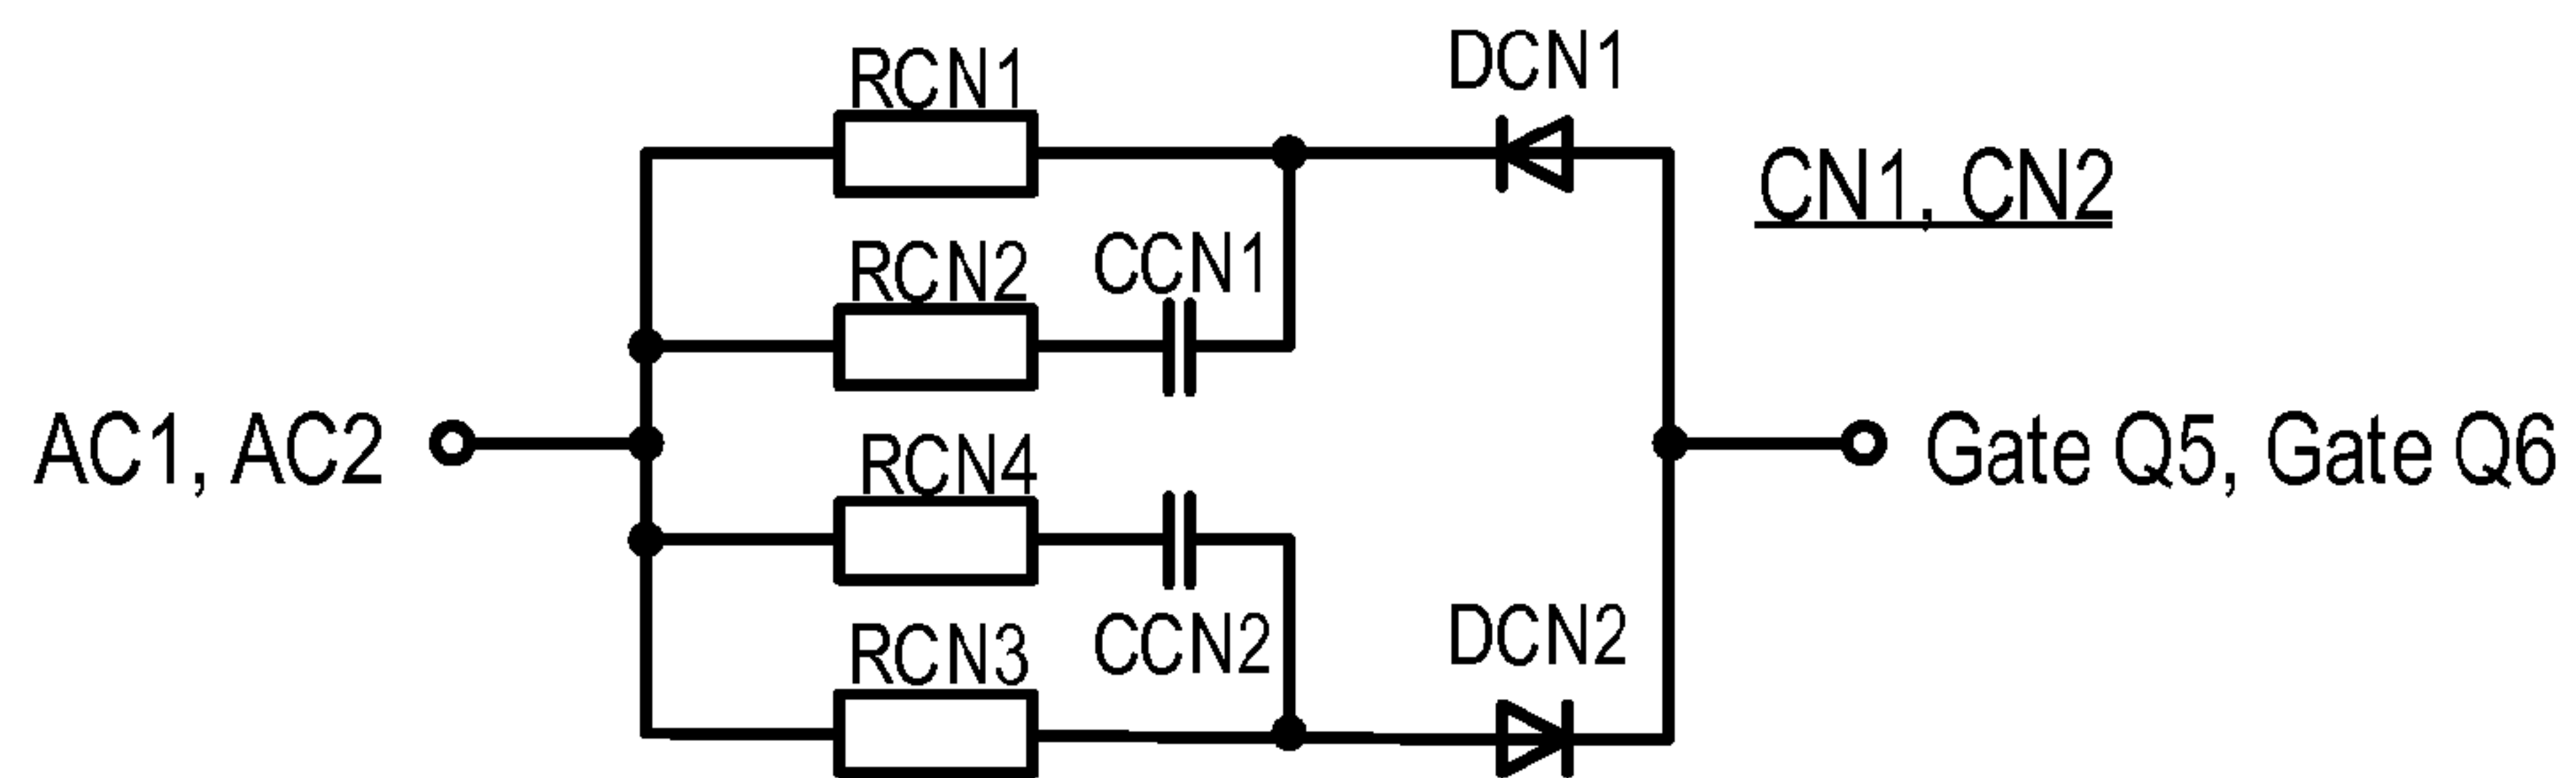 RCN1
DCN1
CN1, CN2
RCN2
CCN1
AC1, AC2
Gate Q5, Gate Q6
RCN4
CCN2
RCN3
DCN2